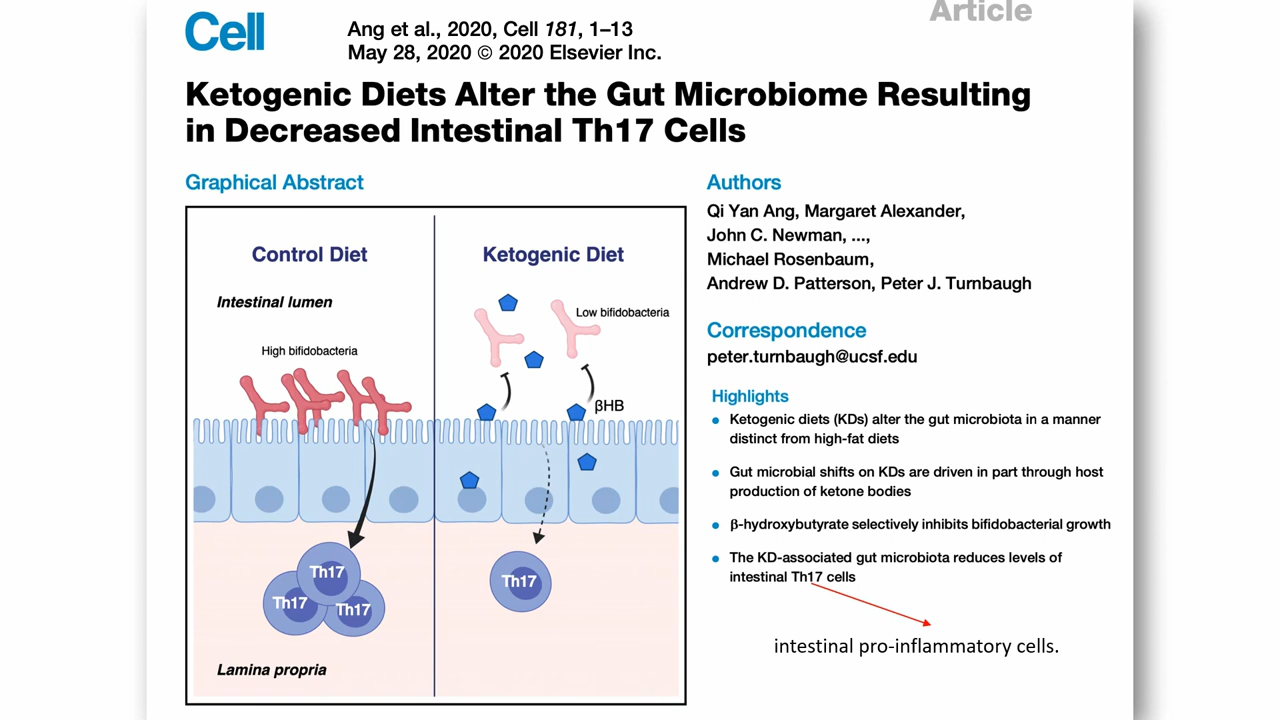 Article
Cell
Ang et al., 2020, Cell 181, 1–13
May 28, 2020 © 2020 Elsevier Inc.
Ketogenic Diets Alter the Gut Microbiome Resulting
in Decreased Intestinal Th17 Cells
Graphical Abstract
Control Diet
Ketogenic Diet
Intestinal lumen
Low bifidobacteria
High bifidobacteria
βHB
Th17
Th17
Th17
Th17
Lamina propria
Authors
Qi Yan Ang, Margaret Alexander,
John C. Newman, ...,
Michael Rosenbaum,
Andrew D. Patterson, Peter J. Turnbaugh
Correspondence
peter.turnbaugh@ucsf.edu
Highlights
• Ketogenic diets (KDs) alter the gut microbiota in a manner
distinct from high-fat diets
• Gut microbial shifts on KDs are driven in part through host
production of ketone bodies
• β-hydroxybutyrate selectively inhibits bifidobacterial growth
• The KD-associated gut microbiota reduces levels of
intestinal Th17 cells
intestinal pro-inflammatory cells.